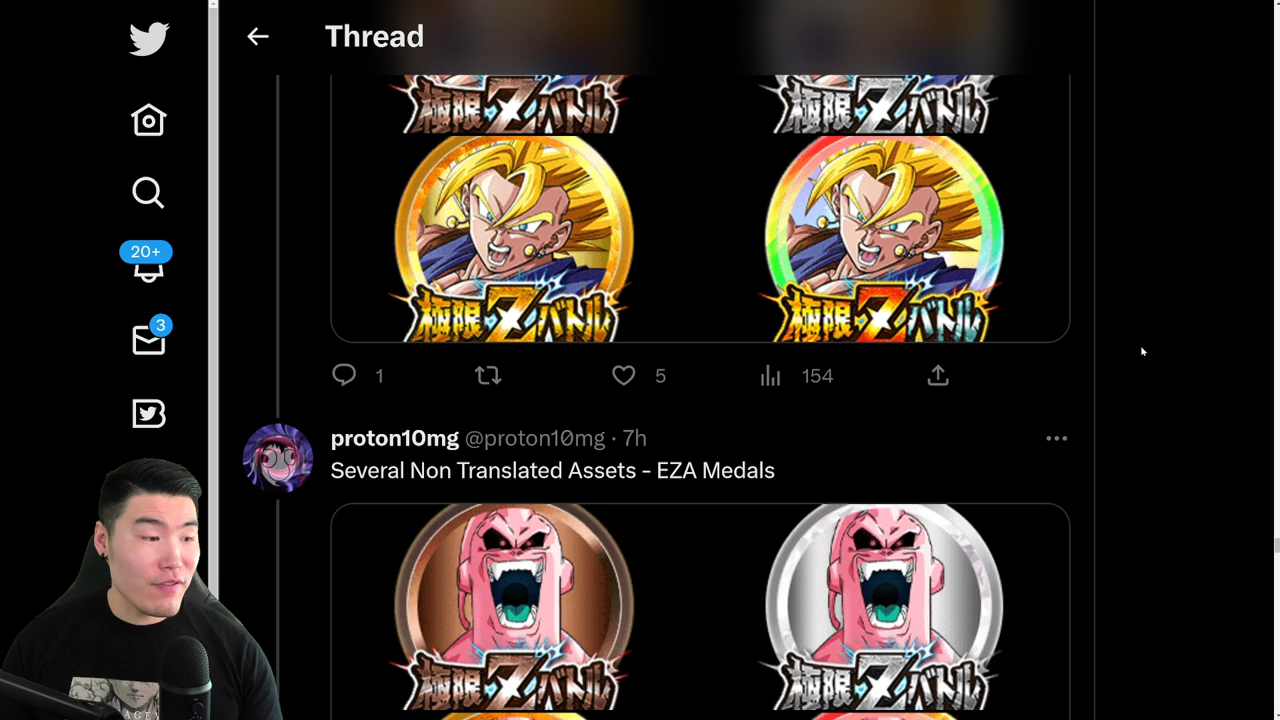 Thread
極限Zバトル
極限Zバトル
極限Zバトル
極限Zバトル
20+
1
5
154
3
proton10mg @proton10mg · 7h
Several Non Translated Assets - EZA Medals
極限Zバトル
極限Zバトル